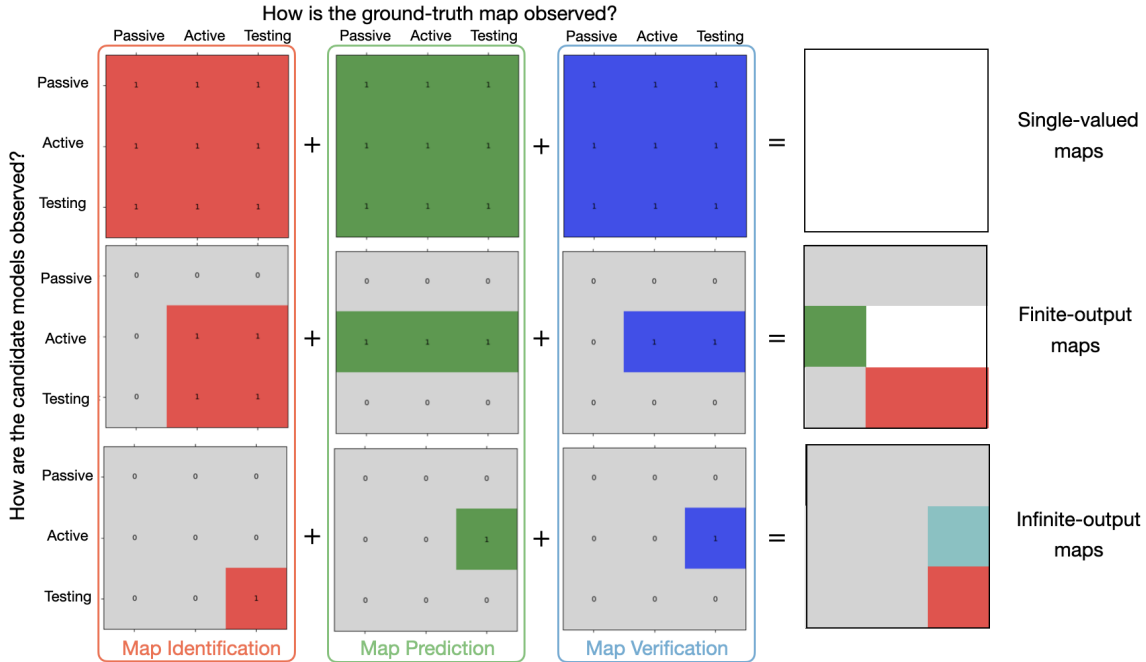 How is the ground-truth map observed?
Passive Active Testing Passive Active Testing Passive Active Testing
How are the candidate models observed?
Passive 1 1 1 1 1 1 1 1 1
Active 1 1 1 + 1 1 1 + 1 1 1 = Single-valued
maps
Testing 1 1 1 1 1 1 1 1 1
Passive 0 0 0 0 0 0 0 0 0
Active 0 1 1 + 1 1 1 + 0 1 1 = Finite-output
maps
Testing 0 1 1 0 0 0 0 0 0
Passive 0 0 0 0 0 0 0 0 0
Active 0 0 0 + 0 0 1 + 0 0 1 = Infinite-output
maps
Testing 0 0 1 0 0 0 0 0 0
Map Identification Map Prediction Map Verification